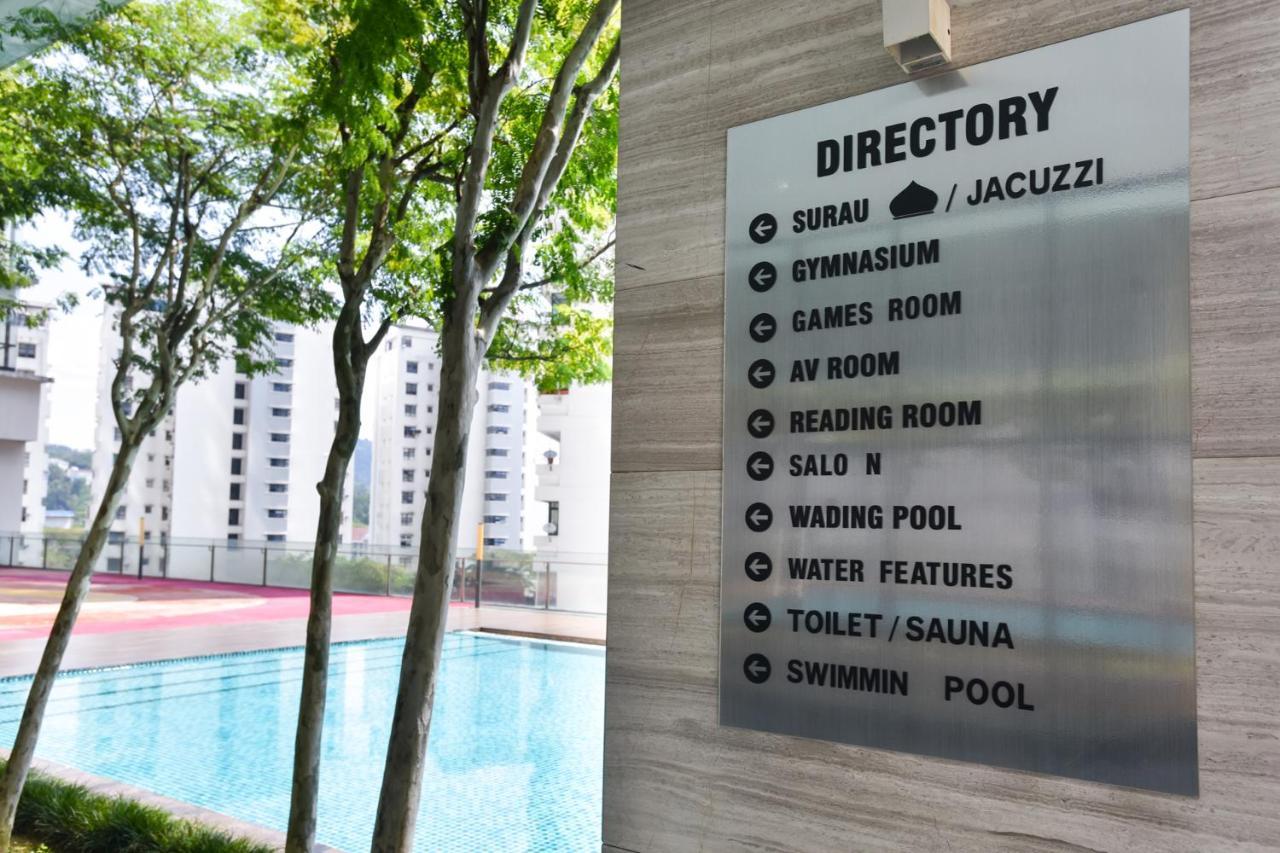 DIRECTORY
SURAU / JACUZZI
GYMNASIUM
GAMES ROOM
AV ROOM
READING ROOM
SALO N
WADING POOL
WATER FEATURES
TOILET / SAUNA
SWIMMIN POOL